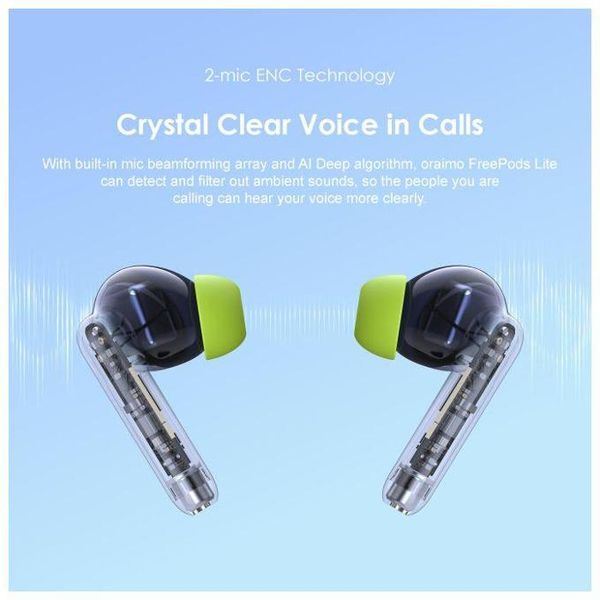 2-mic ENC Technology
Crystal Clear Voice in Calls
With built-in mic beamforming array and AI Deep algorithm, oraimo FreePods Lite
can detect and filter out ambient sounds, so the people you are
calling can hear your voice more clearly.